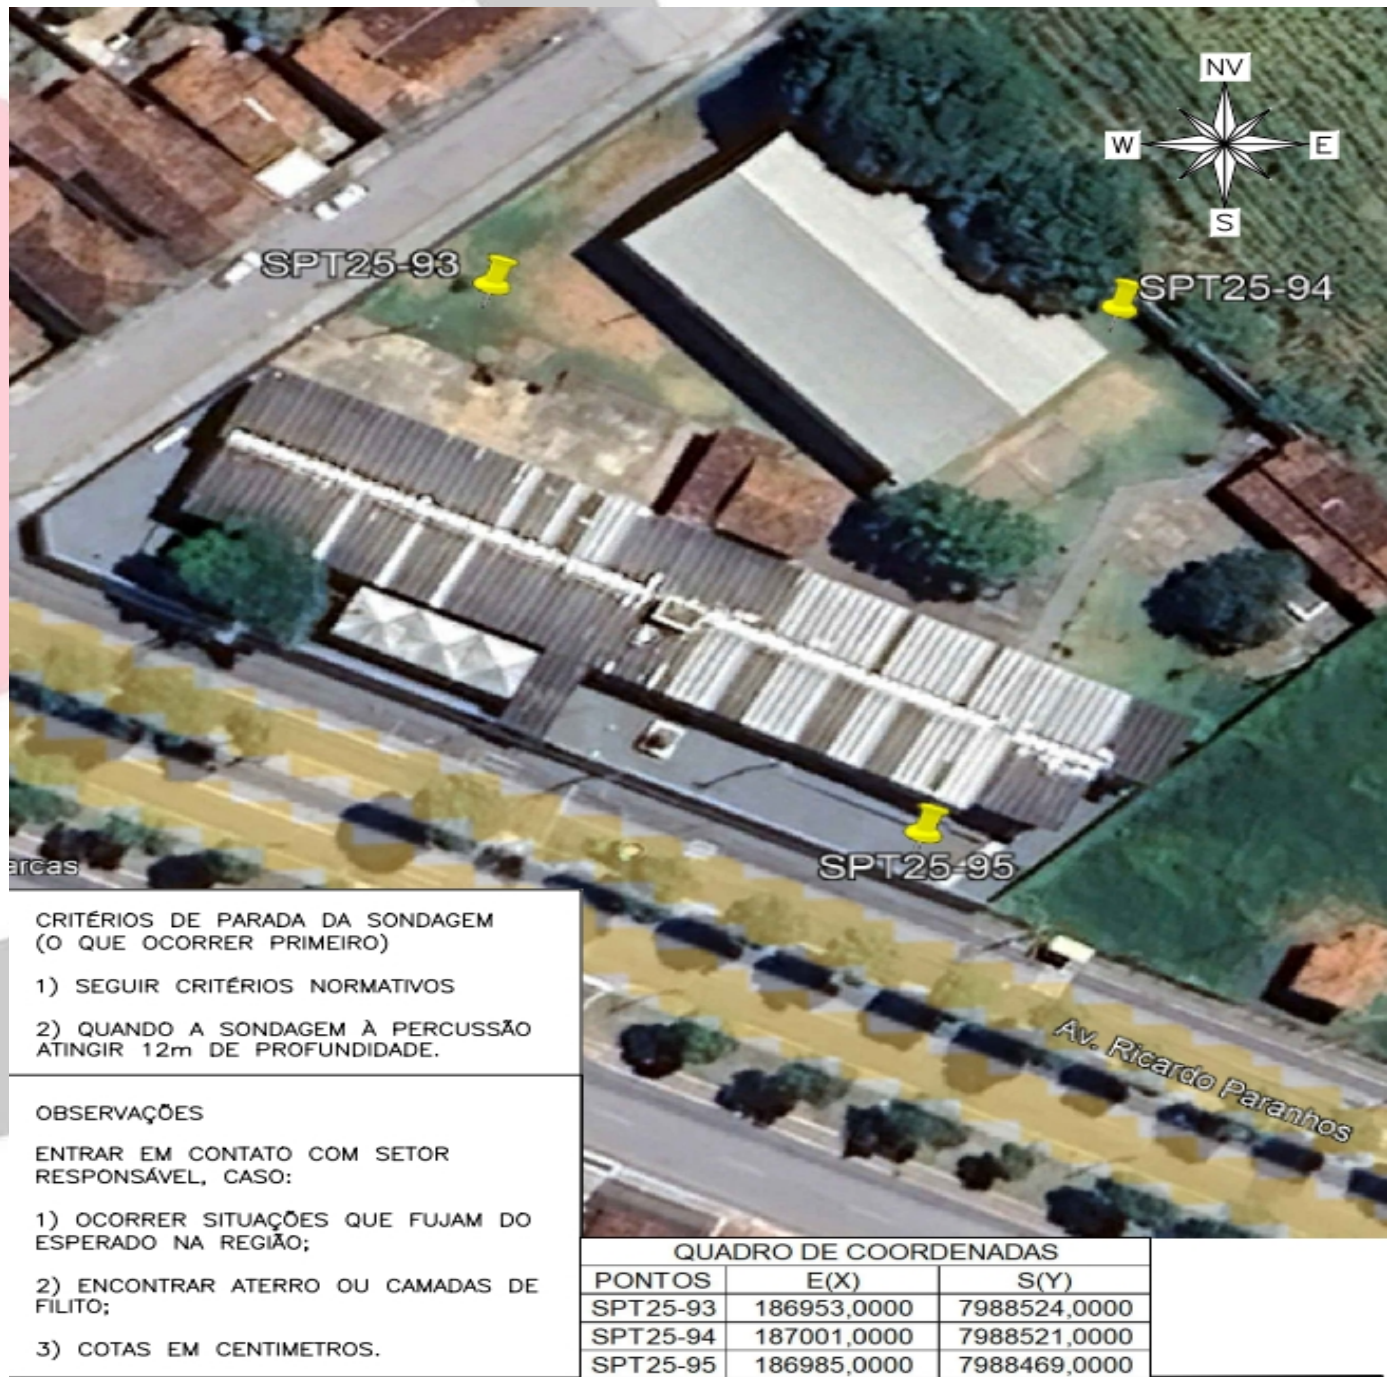 NV
W
E
S
SPT25-93
SPT25-94
SPT25-95
arcas
Av. Ricardo Paranhos
CRITÉRIOS DE PARADA DA SONDAGEM
(O QUE OCORRER PRIMEIRO)
1) SEGUIR CRITÉRIOS NORMATIVOS
2) QUANDO A SONDAGEM À PERCUSSÃO
ATINGIR 12m DE PROFUNDIDADE.
OBSERVAÇÕES
ENTRAR EM CONTATO COM SETOR
RESPONSÁVEL, CASO:
1) OCORRER SITUAÇÕES QUE FUJAM DO
ESPERADO NA REGIÃO;
2) ENCONTRAR ATERRO OU CAMADAS DE
FILITO;
3) COTAS EM CENTIMETROS.
QUADRO DE COORDENADAS
PONTOS E(X) S(Y)
SPT25-93 186953,0000 7988524,0000
SPT25-94 187001,0000 7988521,0000
SPT25-95 186985,0000 7988469,0000